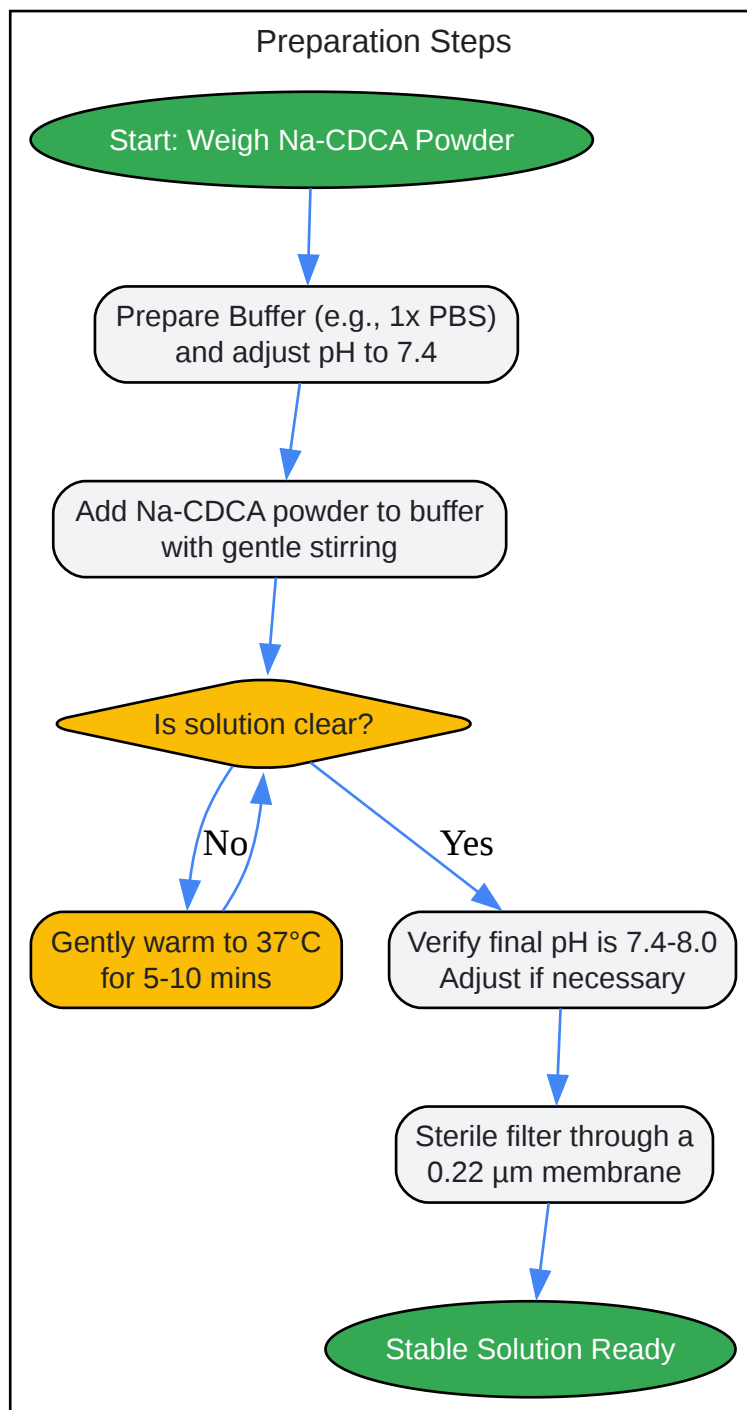 Preparation Steps
Start: Weigh Na-CDCA Powder
Prepare Buffer (e.g., 1x PBS)
and adjust pH to 7.4
Add Na-CDCA powder to buffer
with gentle stirring
Is solution clear?
No
Yes
Gently warm to 37°C
for 5-10 mins
Verify final pH is 7.4-8.0
Adjust if necessary
Sterile filter through a
0.22 µm membrane
Stable Solution Ready